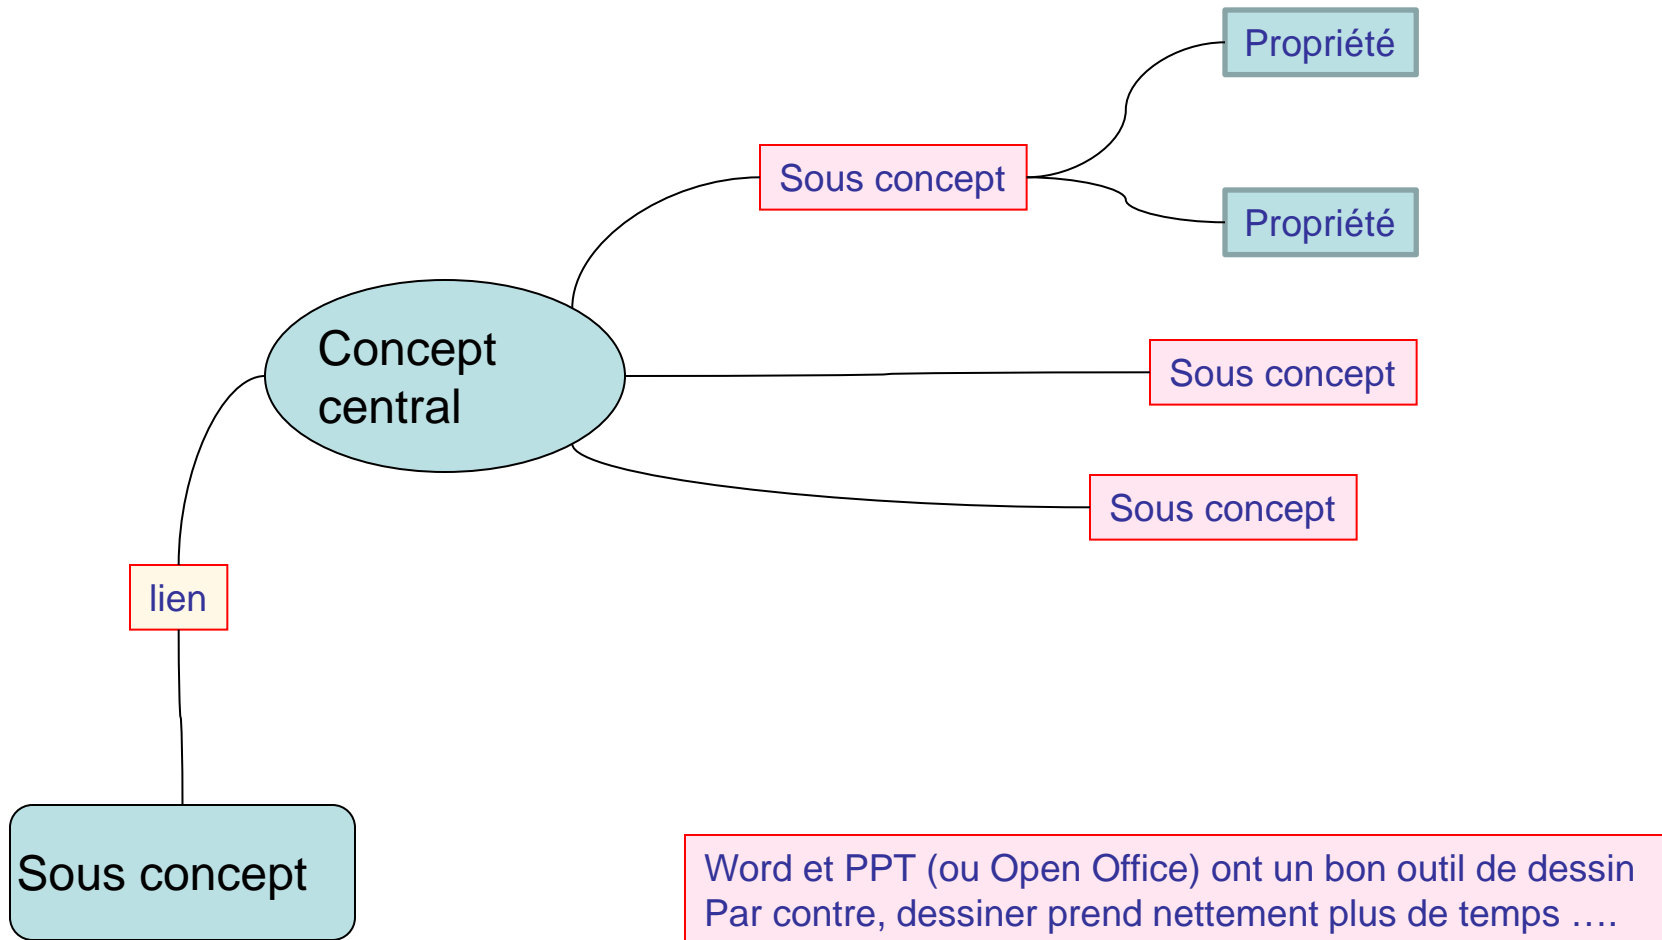 Propriété
Sous concept
Propriété
Concept
central
Sous concept
Sous concept
lien
Sous concept
Word et PPT (ou Open Office) ont un bon outil de dessin
Par contre, dessiner prend nettement plus de temps ….